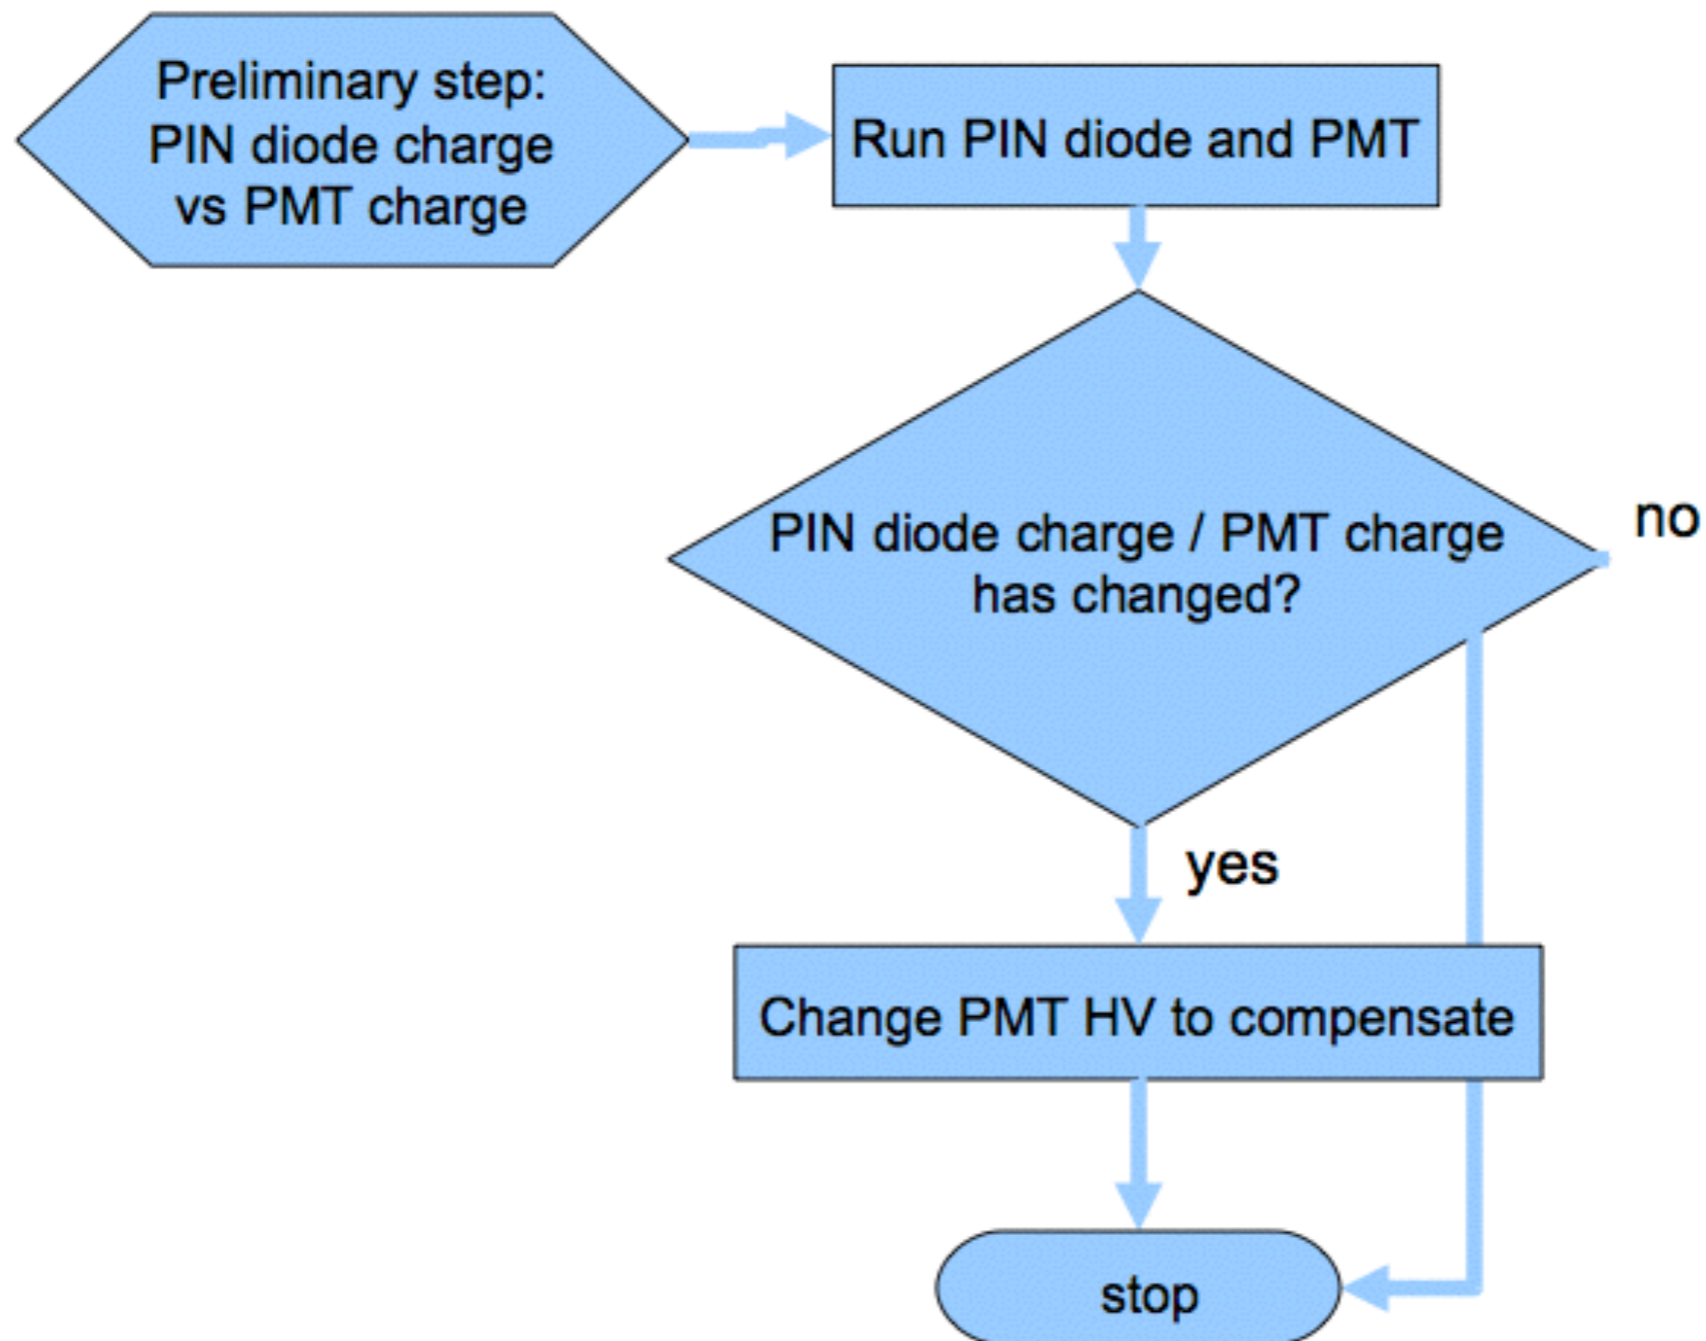 Preliminary step:
PIN diode charge
vs PMT charge
Run PIN diode and PMT
PIN diode charge / PMT charge
has changed?
no
yes
Change PMT HV to compensate
stop